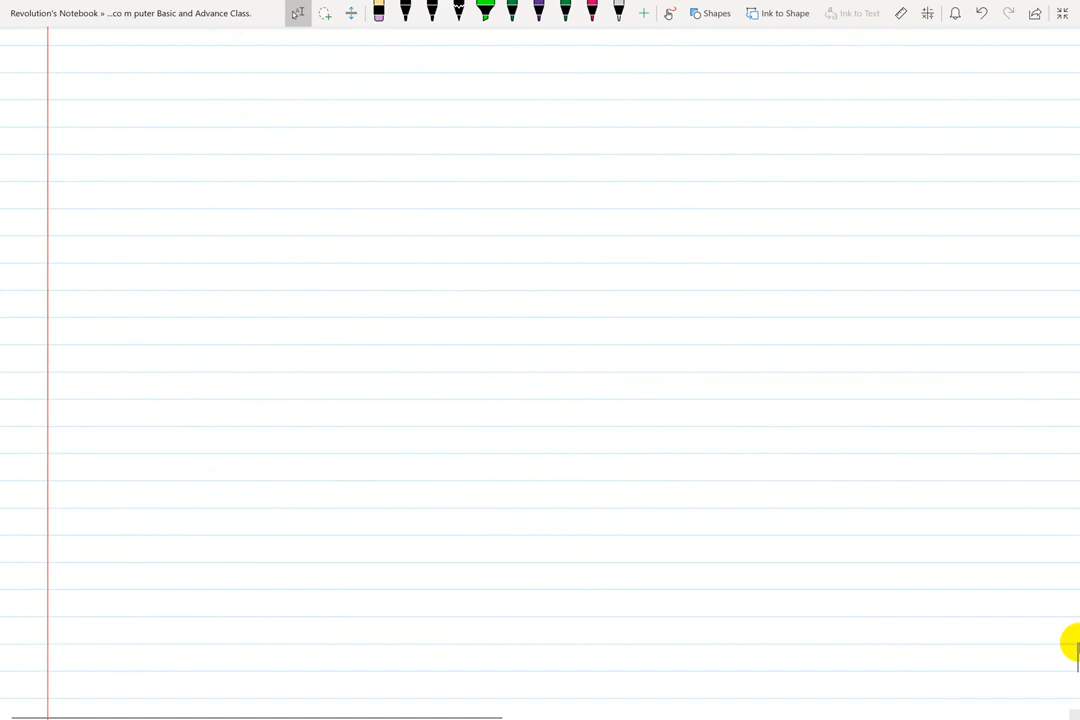 Revolution's Notebook » ...co m puter Basic and Advance Class. Shapes Ink to Shape Ink to Text